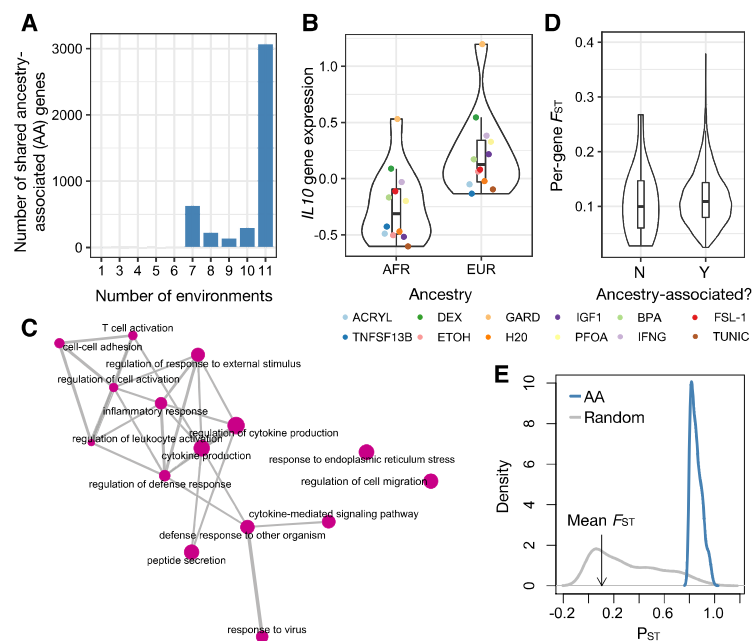 A
Number of shared ancestry-
associated (AA) genes
3000
2000
1000
0
1 3 4 5 6 7 8 9 10 11
Number of environments
B
IL10 gene expression
1.0
0.5
0.0
-0.5
AFR EUR
Ancestry
ACRYL DEX GARD IGF1 BPA FSL-1
TNFSF13B ETOH H20 PFOA IFNG TUNIC
D
Per-gene FST
0.4
0.3
0.2
0.1
N Y
Ancestry-associated?
C
T cell activation
cell-cell adhesion
regulation of response to external stimulus
regulation of cell activation
inflammatory response
regulation of cytokine production
regulation of leukocyte activation
cytokine production
response to endoplasmic reticulum stress
regulation of cell migration
regulation of defense response
cytokine-mediated signaling pathway
defense response to other organism
peptide secretion
response to virus
E
AA
Random
Density
10
8
6
4
2
0
Mean FST
-0.2 0.2 0.6 1.0
PST